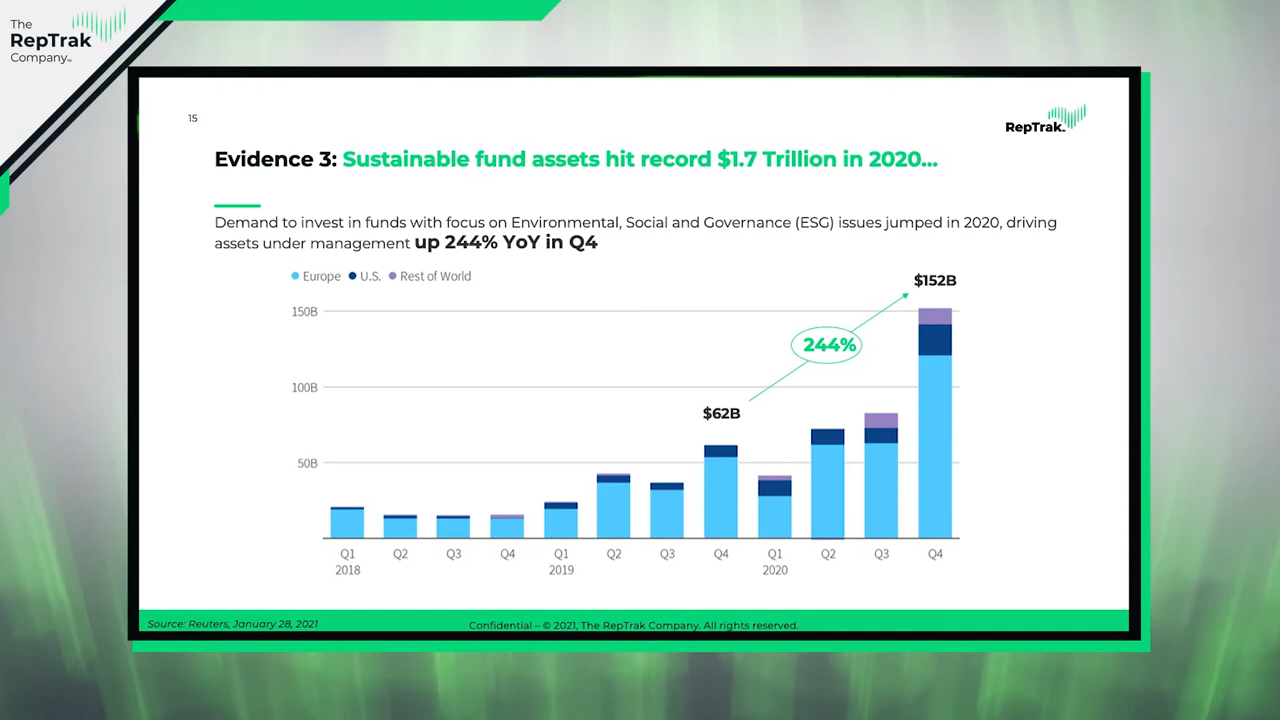 The
RepTrak
Company™
15
RepTrak.
Evidence 3: Sustainable fund assets hit record $1.7 Trillion in 2020...
Demand to invest in funds with focus on Environmental, Social and Governance (ESG) issues jumped in 2020, driving
assets under management up 244% YoY in Q4
Europe U.S. Rest of World
$152B
150B
244%
100B
$62B
50B
Q1 Q2 Q3 Q4 Q1 Q2 Q3 Q4 Q1 Q2 Q3 Q4
2018 2019 2020
Source: Reuters, January 28, 2021
Confidential – © 2021, The RepTrak Company. All rights reserved.